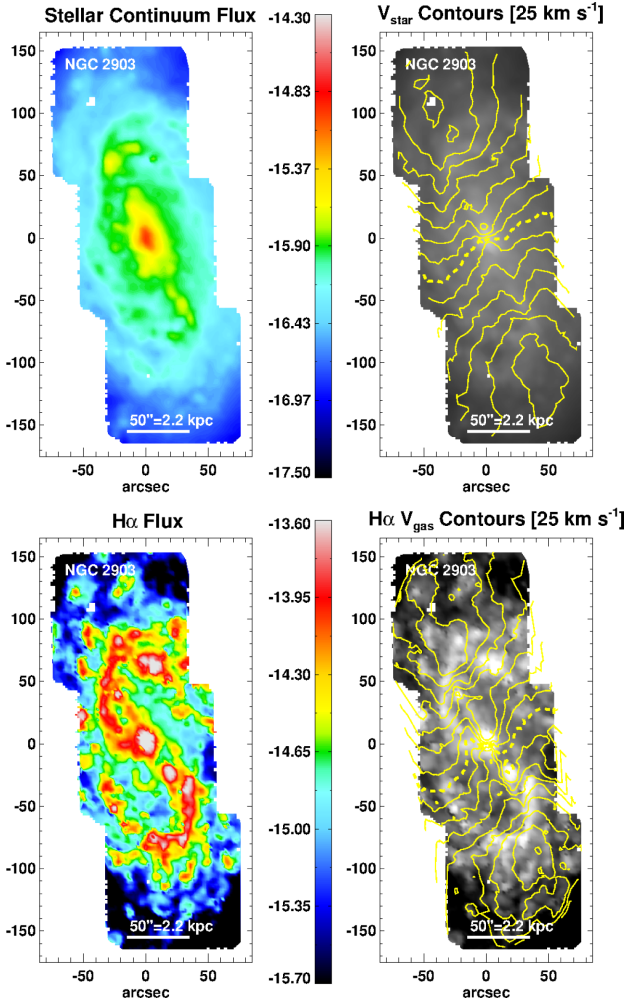 Stellar Continuum Flux
V_star Contours [25 km s⁻¹]
NGC 2903
NGC 2903
150
100
50
0
-50
-100
-150
-14.30
-14.83
-15.37
-15.90
-16.43
-16.97
-17.50
150
100
50
0
-50
-100
-150
50"=2.2 kpc
50"=2.2 kpc
-50 0 50
-50 0 50
arcsec
arcsec
Hα Flux
Hα V_gas Contours [25 km s⁻¹]
NGC 2903
NGC 2903
150
100
50
0
-50
-100
-150
-13.60
-13.95
-14.30
-14.65
-15.00
-15.35
-15.70
150
100
50
0
-50
-100
-150
50"=2.2 kpc
50"=2.2 kpc
-50 0 50
-50 0 50
arcsec
arcsec